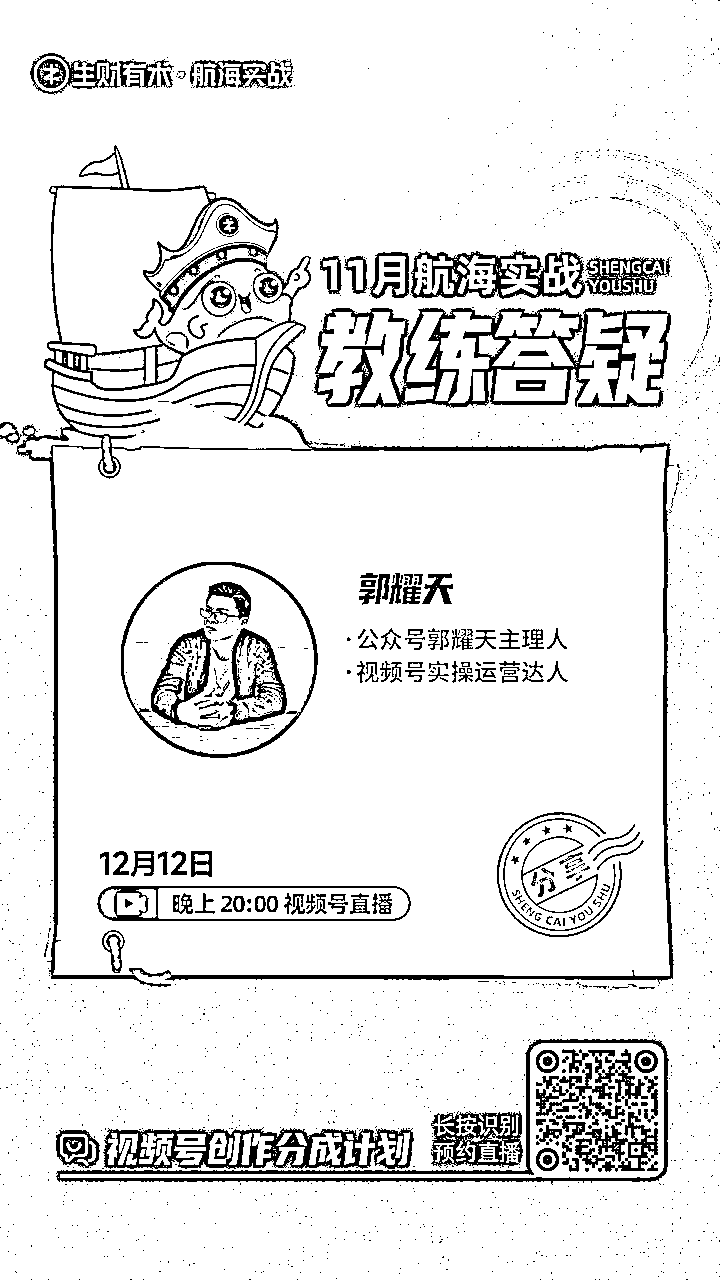 生财有术·航海实战
11月航海实战
SHENGCAI
YOUSHU
教练答疑
郭耀天
·公众号郭耀天主理人
·视频号实操运营达人
12月12日
晚上 20:00 视频号直播
分享
SHENG CAI YOU SHU
视频号创作分成计划
长按识别
预约直播